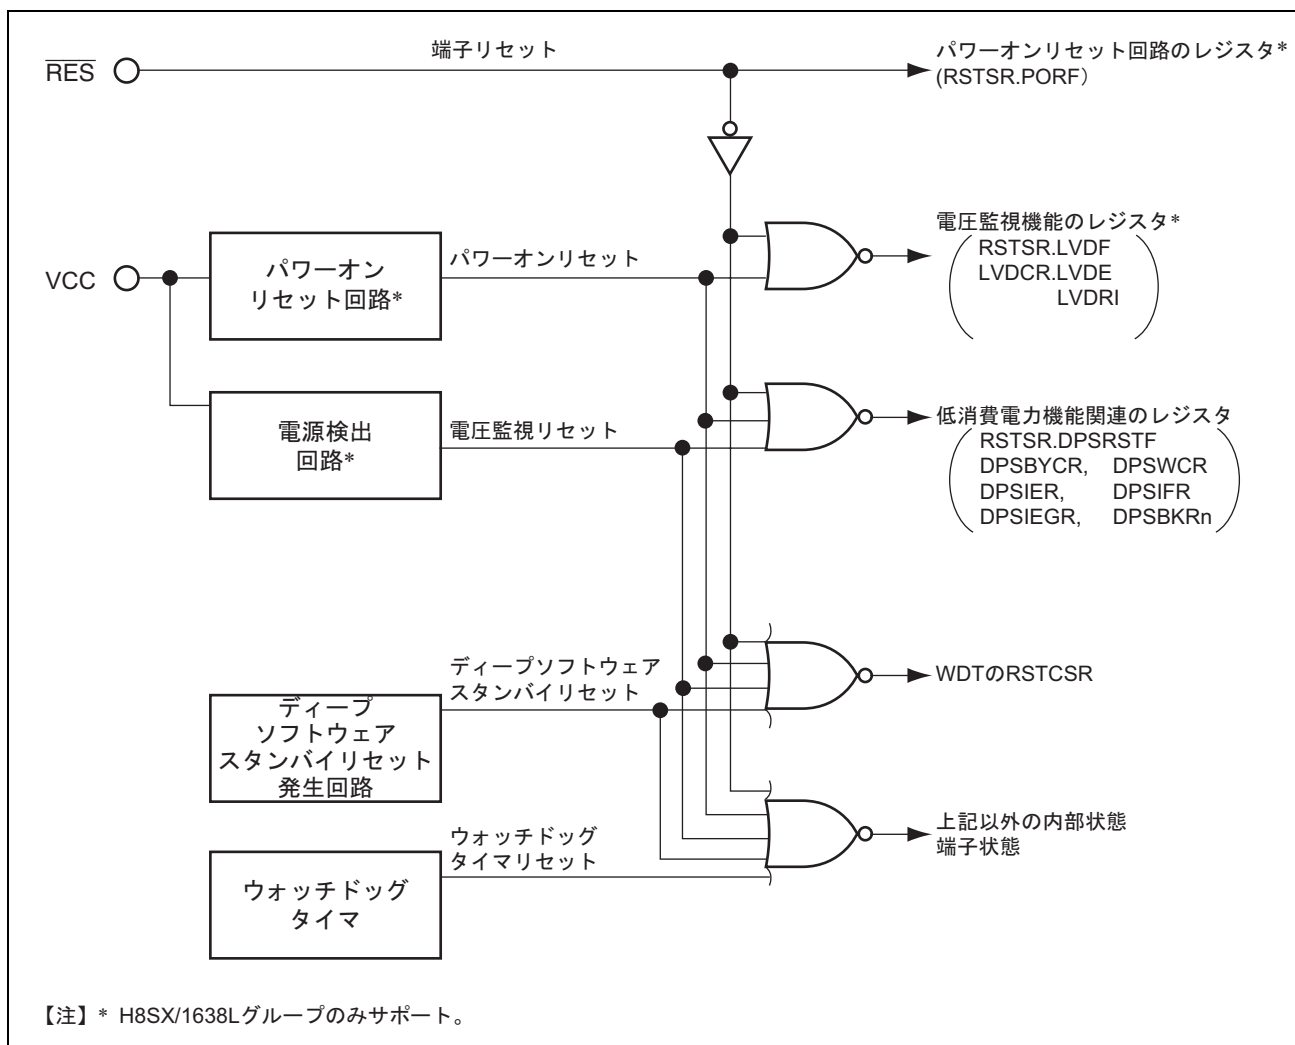 端子リセット
パワーオンリセット回路のレジスタ*
RES
(RSTSR.PORF)
電圧監視機能のレジスタ*
RSTSR.LVDF
LVDCR.LVDE
LVDRI
VCC
パワーオン
リセット回路*
パワーオンリセット
電源検出
回路*
電圧監視リセット
低消費電力機能関連のレジスタ
RSTSR.DPSRSTF
DPSBYCR, DPSWCR
DPSIER, DPSIFR
DPSIEGR, DPSBKRn
ディープソフトウェア
スタンバイリセット
WDTのRSTCSR
ディープ
ソフトウェア
スタンバイリセット
発生回路
ウォッチドッグ
タイマリセット
上記以外の内部状態
端子状態
ウォッチドッグ
タイマ
【注】* H8SX/1638Lグループのみサポート。